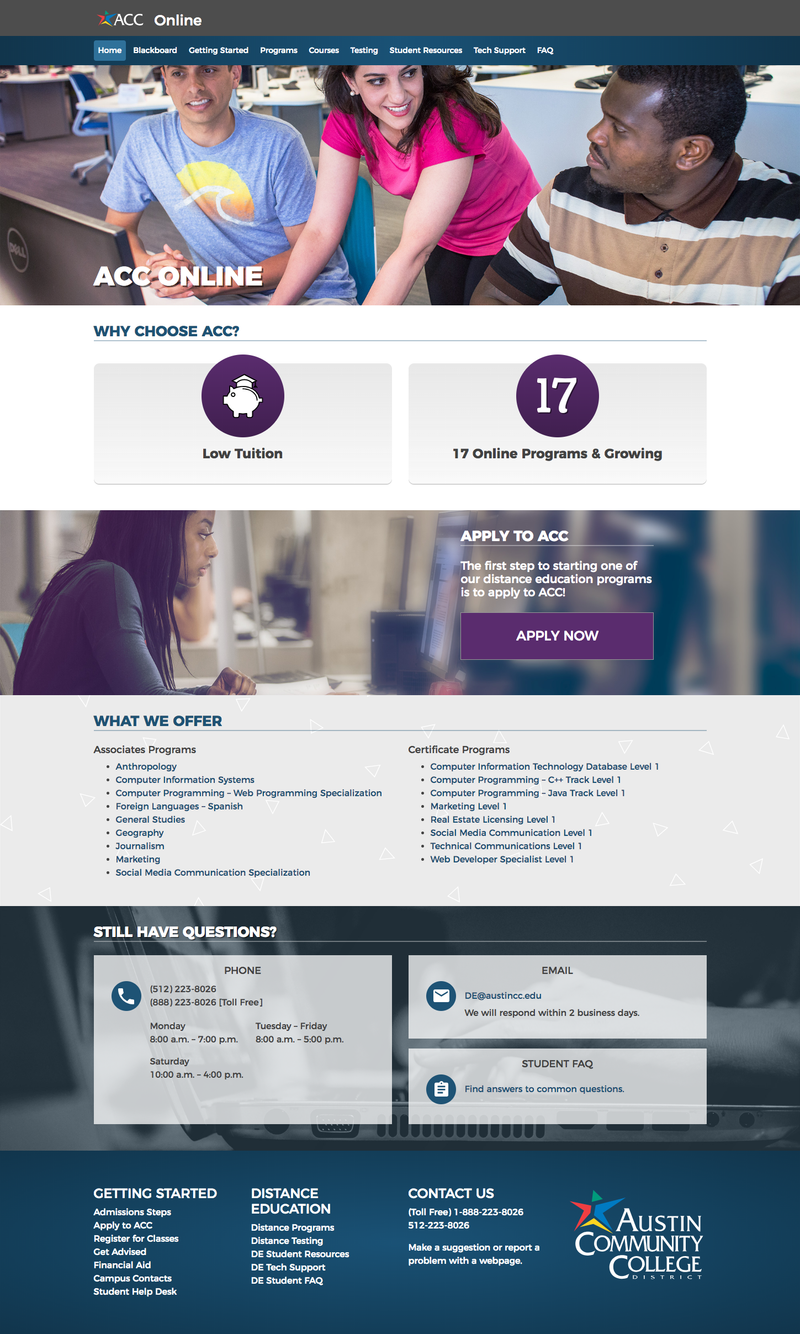 ACC Online
Home Blackboard Getting Started Programs Courses Testing Student Resources Tech Support FAQ
DELL
ACC ONLINE
WHY CHOOSE ACC?
Low Tuition
17
17 Online Programs & Growing
APPLY TO ACC
The first step to starting one of
our distance education programs
is to apply to ACC!
APPLY NOW
WHAT WE OFFER
Associates Programs
• Anthropology
• Computer Information Systems
• Computer Programming – Web Programming Specialization
• Foreign Languages – Spanish
• General Studies
• Geography
• Journalism
• Marketing
• Social Media Communication Specialization
Certificate Programs
• Computer Information Technology Database Level 1
• Computer Programming – C++ Track Level 1
• Computer Programming – Java Track Level 1
• Marketing Level 1
• Real Estate Licensing Level 1
• Social Media Communication Level 1
• Technical Communications Level 1
• Web Developer Specialist Level 1
STILL HAVE QUESTIONS?
PHONE
(512) 223-8026
(888) 223-8026 [Toll Free]
Monday
8:00 a.m. – 7:00 p.m.
Tuesday – Friday
8:00 a.m. – 5:00 p.m.
Saturday
10:00 a.m. – 4:00 p.m.
EMAIL
DE@austincc.edu
We will respond within 2 business days.
STUDENT FAQ
Find answers to common questions.
GETTING STARTED
Admissions Steps
Apply to ACC
Register for Classes
Get Advised
Financial Aid
Campus Contacts
Student Help Desk
DISTANCE
EDUCATION
Distance Programs
Distance Testing
DE Student Resources
DE Tech Support
DE Student FAQ
CONTACT US
(Toll Free) 1-888-223-8026
512-223-8026
Make a suggestion or report a
problem with a webpage.
AUSTIN
COMMUNITY
COLLEGE
DISTRICT